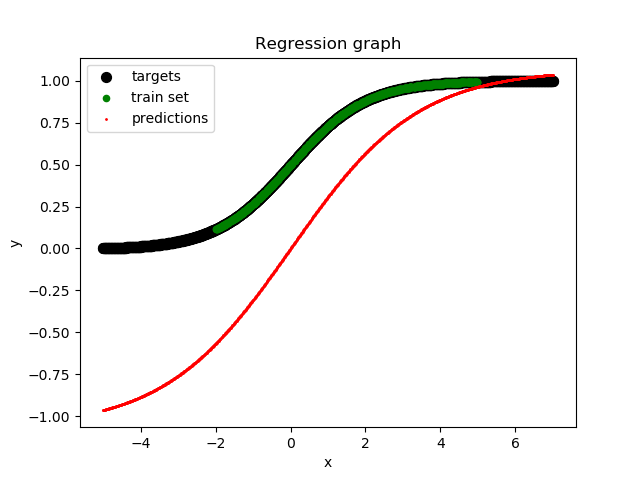 Regression graph
targets
train set
predictions
1.00
0.75
0.50
0.25
0.00
−0.25
−0.50
−0.75
−1.00
y
−4
−2
0
2
4
6
x